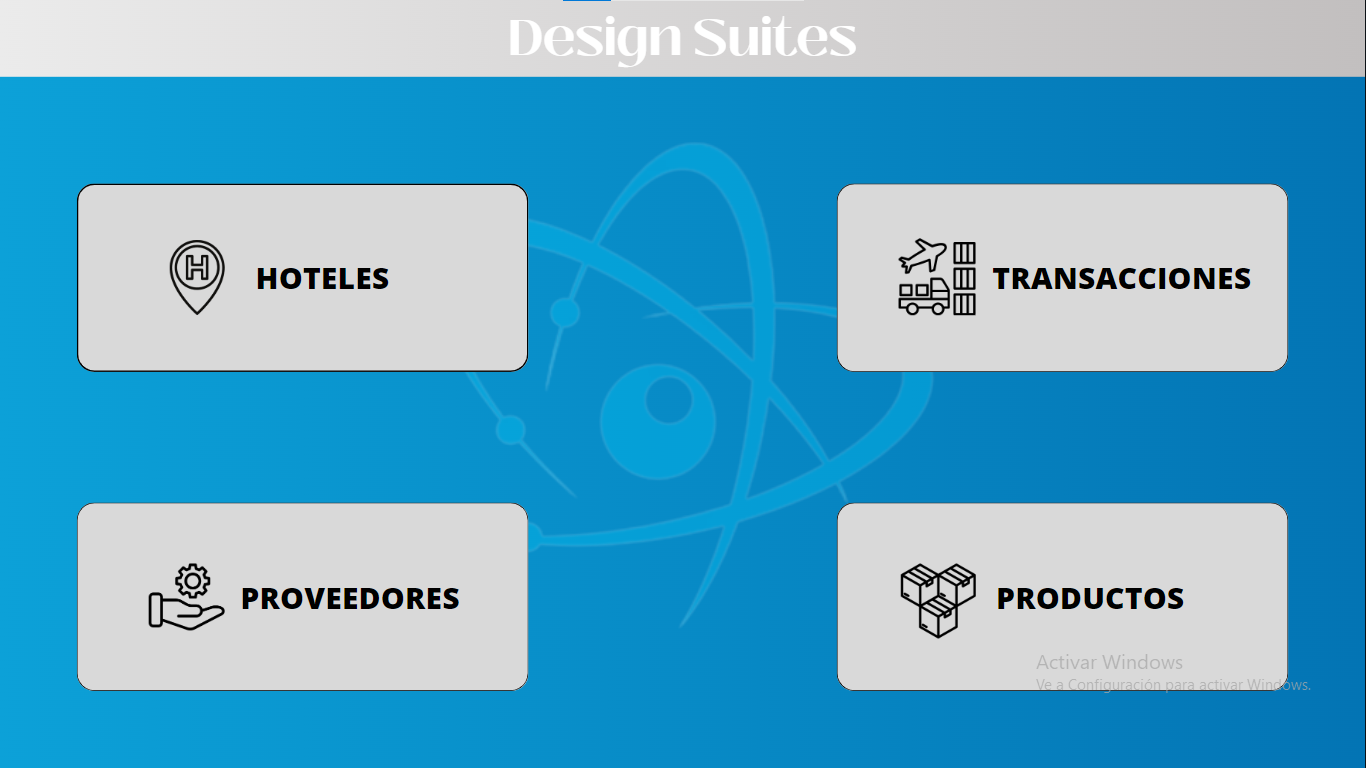 Design Suites
HOTELES
TRANSACCIONES
PROVEEDORES
PRODUCTOS
Activar Windows
Ve a Configuración para activar Windows.